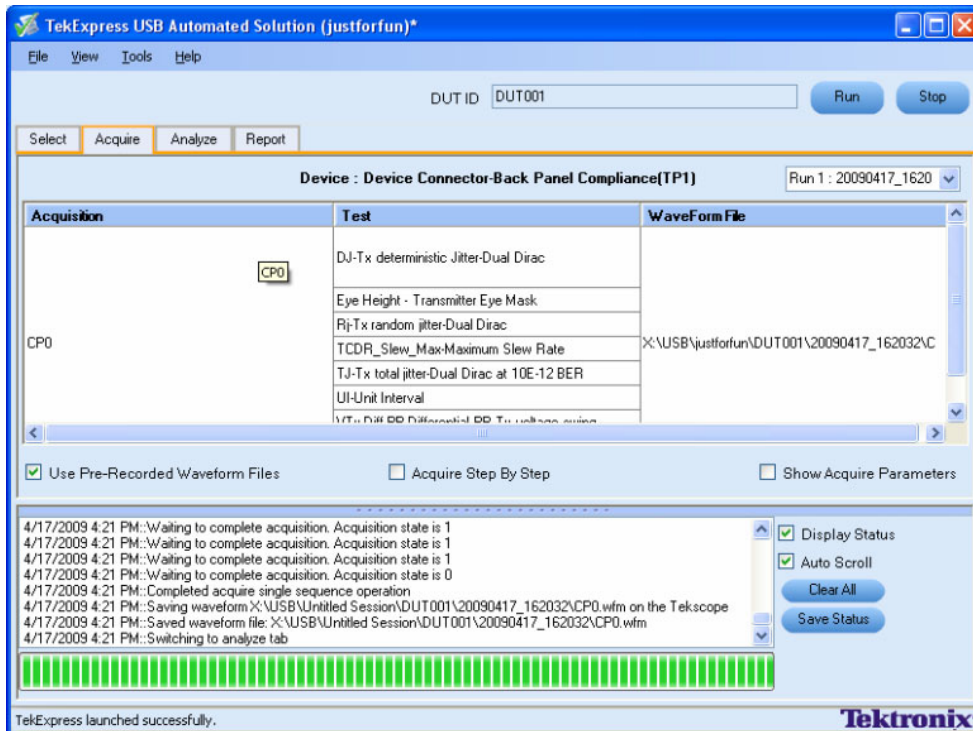 TekExpress USB Automated Solution (justforfun)*
File View Tools Help
DUT ID DUT001 Run Stop
Select Acquire Analyze Report
Device : Device Connector-Back Panel Compliance(TP1) Run 1 : 20090417_1620
Acquisition Test WaveForm File
DJ-Tx deterministic Jitter-Dual Dirac
CP0
Eye Height - Transmitter Eye Mask
Rj-Tx random jitter-Dual Dirac
CP0 X:\USB\justforfun\DUT001\20090417_162032\C
TCDR_Slew_Max-Maximum Slew Rate
TJ-Tx total jitter-Dual Dirac at 10E-12 BER
UI-Unit Interval
VTx Diff PP Differential PP Tx voltage swing
Use Pre-Recorded Waveform Files Acquire Step By Step Show Acquire Parameters
4/17/2009 4:21 PM::Waiting to complete acquisition. Acquisition state is 1
4/17/2009 4:21 PM::Waiting to complete acquisition. Acquisition state is 1
4/17/2009 4:21 PM::Waiting to complete acquisition. Acquisition state is 1
4/17/2009 4:21 PM::Waiting to complete acquisition. Acquisition state is 0
4/17/2009 4:21 PM::Completed acquire single sequence operation
4/17/2009 4:21 PM::Saving waveform X:\USB\Untitled Session\DUT001\20090417_162032\CP0.wfm on the Tekscope
4/17/2009 4:21 PM::Saved waveform file: X:\USB\Untitled Session\DUT001\20090417_162032\CP0.wfm
4/17/2009 4:21 PM::Switching to analyze tab
Display Status
Auto Scroll
Clear All
Save Status
TekExpress launched successfully. Tektronix